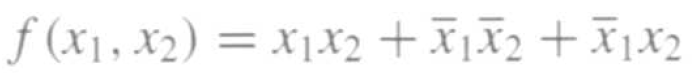 f(x₁, x₂) = x₁x₂ + x̅₁x̅₂ + x̅₁x₂